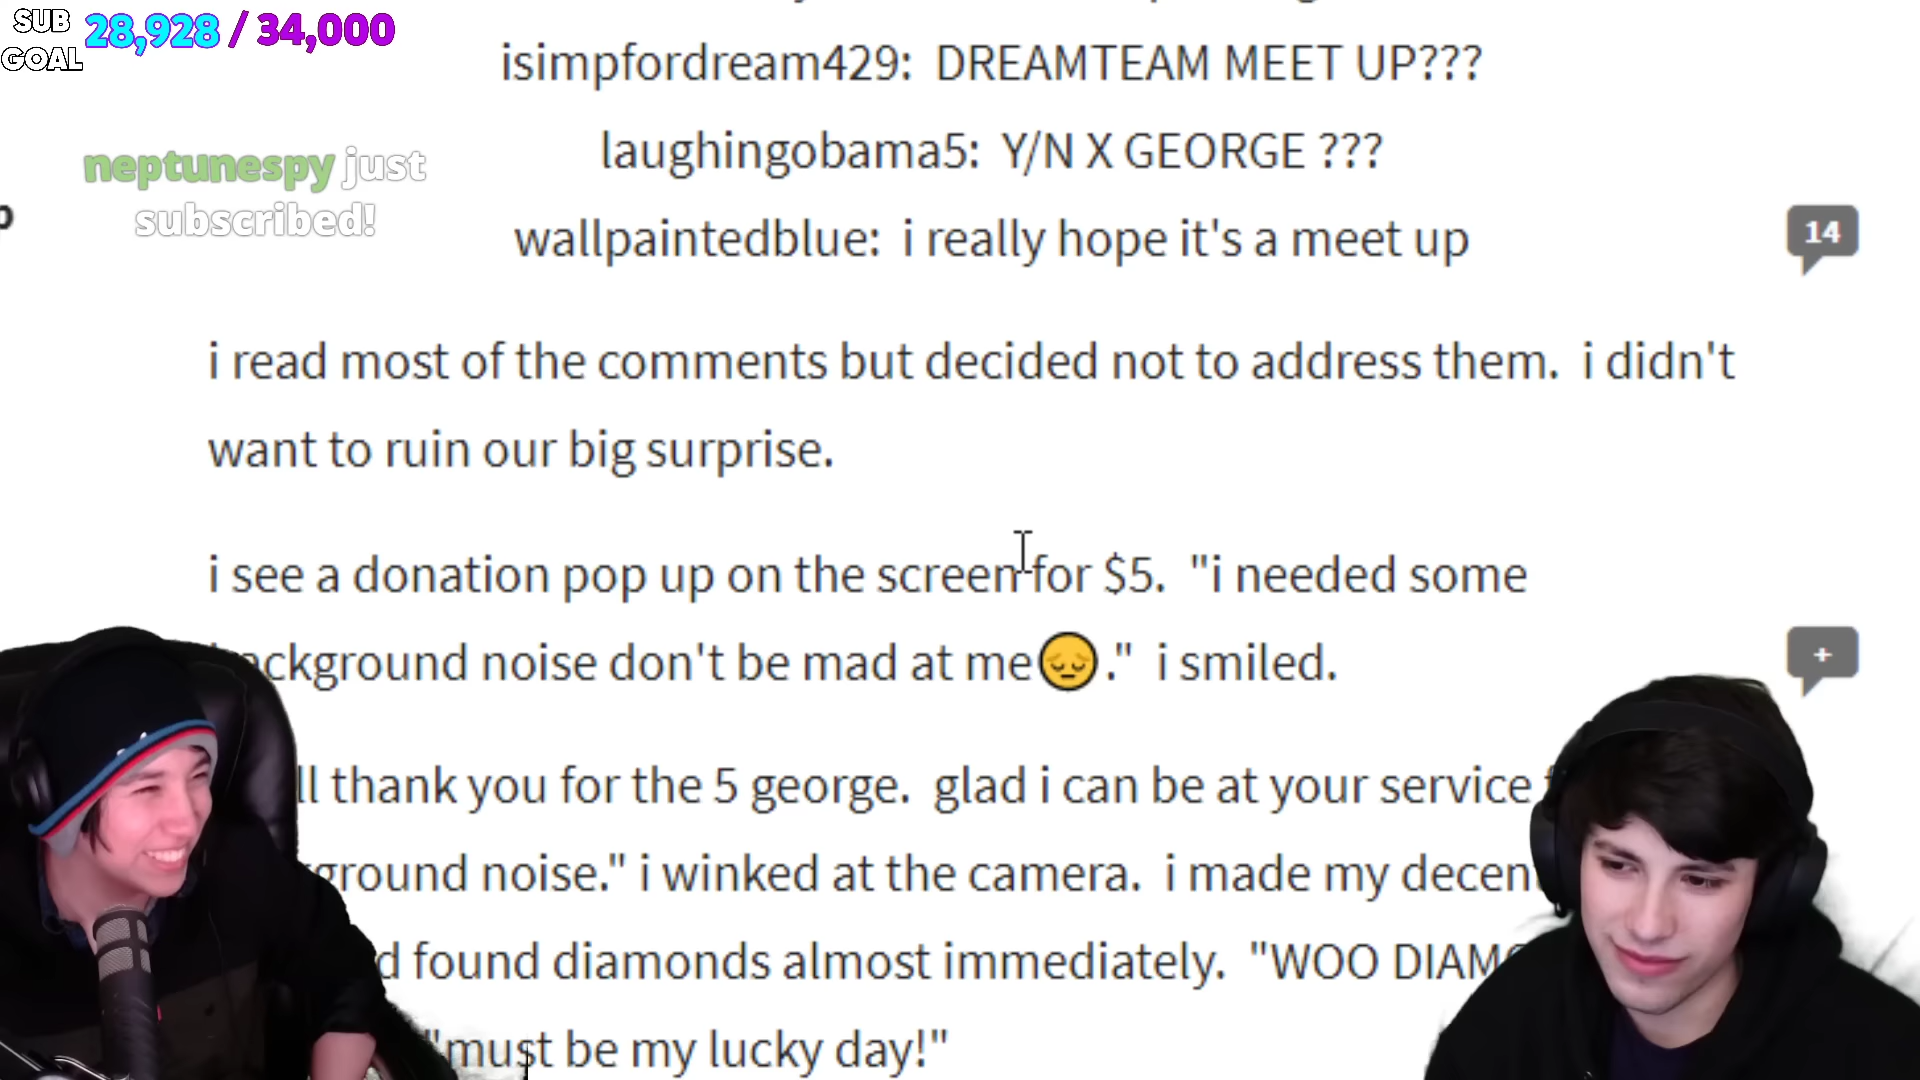 SUB GOAL 28,928 / 34,000
isimpfordream429: DREAMTEAM MEET UP???
laughingobama5: Y/N X GEORGE ???
neptunespy just
subscribed!
wallpaintedblue: i really hope it's a meet up
14
i read most of the comments but decided not to address them. i didn't
want to ruin our big surprise.
i see a donation pop up on the screen for $5. "i needed some
background noise don't be mad at me😔." i smiled.
+
thank you for the 5 george. glad i can be at your service
ground noise." i winked at the camera. i made my
found diamonds almost immediately. "WOO
"must be my lucky day!"